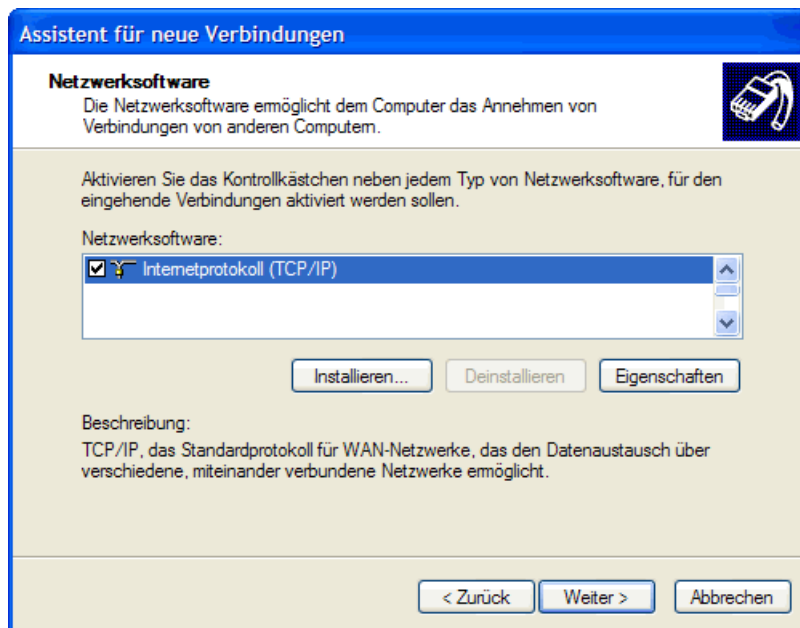 Assistent für neue Verbindungen
Netzwerksoftware
Die Netzwerksoftware ermöglicht dem Computer das Annehmen von
Verbindungen von anderen Computern.
Aktivieren Sie das Kontrollkästchen neben jedem Typ von Netzwerksoftware, für den
eingehende Verbindungen aktiviert werden sollen.
Netzwerksoftware:
Internetprotokoll (TCP/IP)
Installieren... Deinstallieren Eigenschaften
Beschreibung:
TCP/IP, das Standardprotokoll für WAN-Netzwerke, das den Datenaustausch über
verschiedene, miteinander verbundene Netzwerke ermöglicht.
< Zurück Weiter > Abbrechen